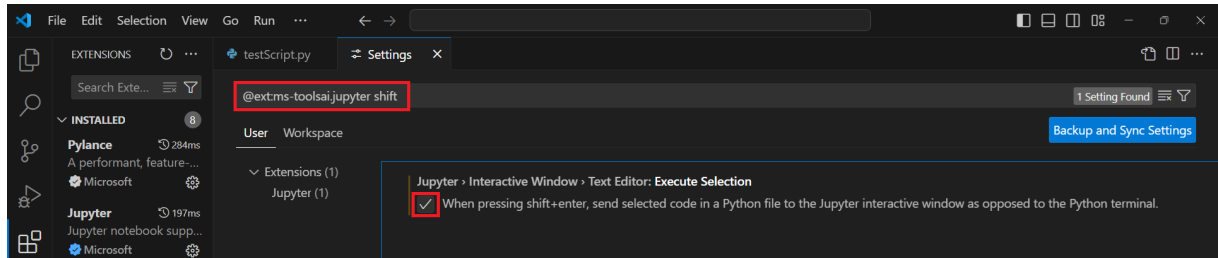 File Edit Selection View Go Run ···
EXTENSIONS
testScript.py
Settings
Search Exte...
@ext:ms-toolsai.jupyter shift
1 Setting Found
INSTALLED 8
User Workspace
Backup and Sync Settings
Pylance 284ms
A performant, feature-...
Microsoft
Extensions (1)
Jupyter (1)
Jupyter › Interactive Window › Text Editor: Execute Selection
When pressing shift+enter, send selected code in a Python file to the Jupyter interactive window as opposed to the Python terminal.
Jupyter 197ms
Jupyter notebook supp...
Microsoft